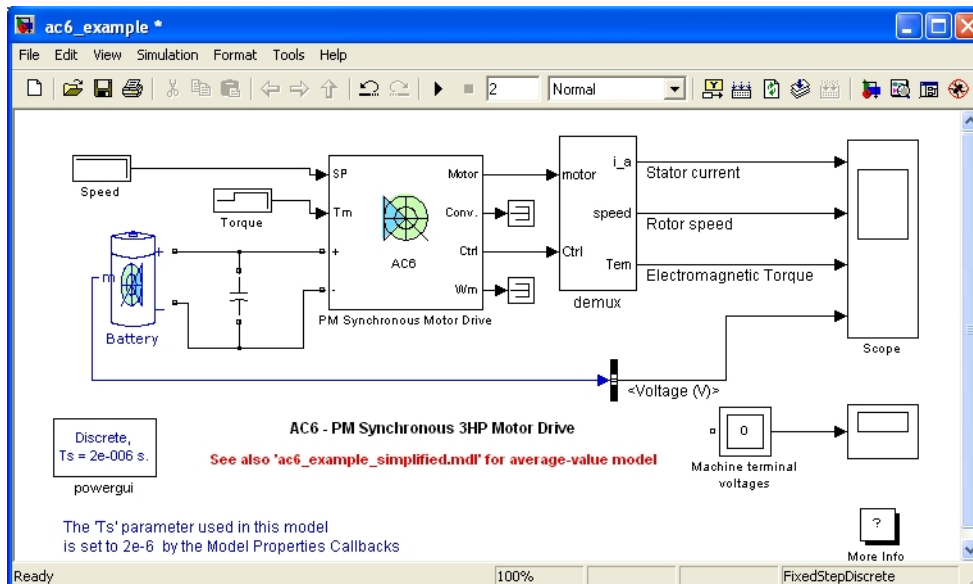 ac6_example *
File Edit View Simulation Format Tools Help
2 Normal
Speed
Torque
SP
Tm
+
-
Motor
Conv.
Ctrl
Wm
AC6
PM Synchronous Motor Drive
motor
Ctrl
i_a
speed
Tem
demux
Stator current
Rotor speed
Electromagnetic Torque
Scope
m
+
Battery
<Voltage (V)>
Discrete,
Ts = 2e-006 s.
powergui
AC6 - PM Synchronous 3HP Motor Drive
See also 'ac6_example_simplified.mdl' for average-value model
0
Machine terminal
voltages
The 'Ts' parameter used in this model
is set to 2e-6 by the Model Properties Callbacks
?
More Info
Ready 100% FixedStepDiscrete